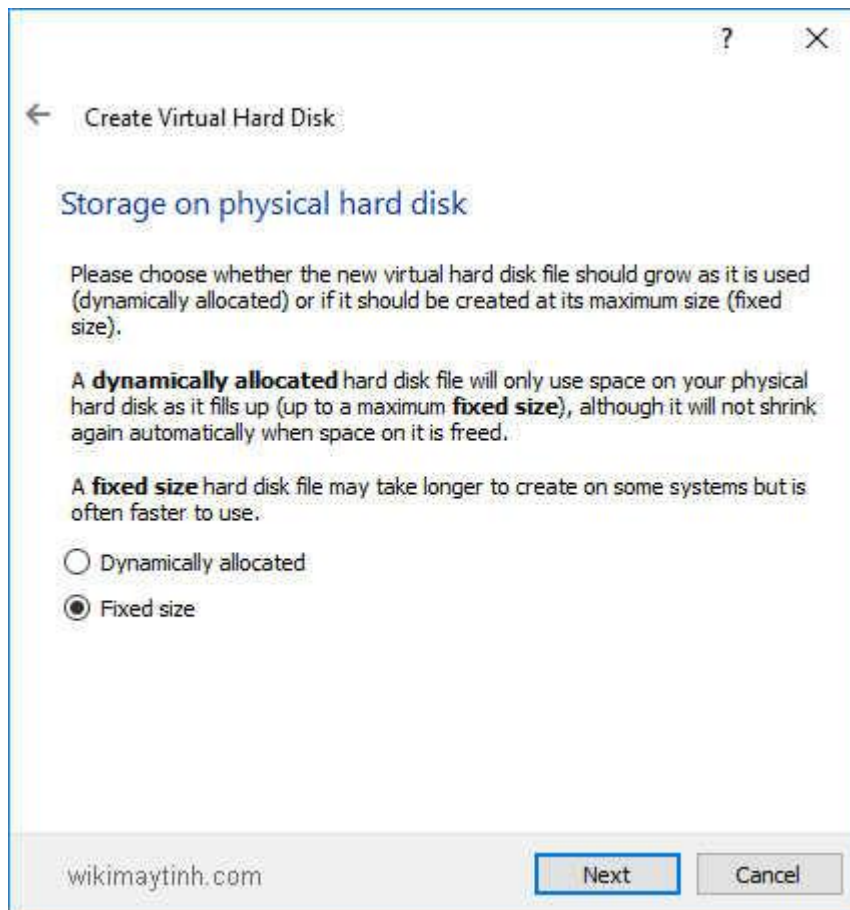 ?
Create Virtual Hard Disk
Storage on physical hard disk
Please choose whether the new virtual hard disk file should grow as it is used
(dynamically allocated) or if it should be created at its maximum size (fixed
size).
A dynamically allocated hard disk file will only use space on your physical
hard disk as it fills up (up to a maximum fixed size), although it will not shrink
again automatically when space on it is freed.
A fixed size hard disk file may take longer to create on some systems but is
often faster to use.
Dynamically allocated
Fixed size
wikimaytinh.com
Next
Cancel